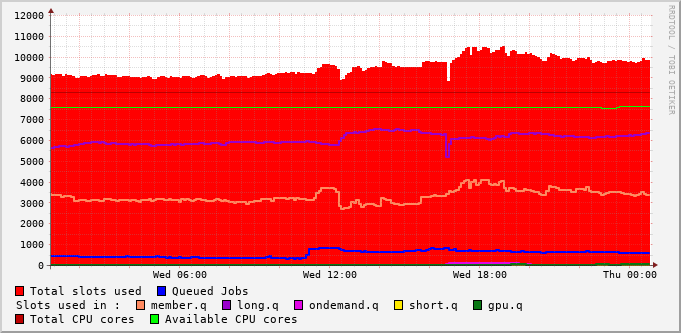 12000
11000
10000
9000
8000
7000
6000
5000
4000
3000
2000
1000
0
Wed 06:00 Wed 12:00 Wed 18:00 Thu 00:00
Total slots used Queued Jobs
Slots used in : member.q long.q ondemand.q short.q gpu.q
Total CPU cores Available CPU cores
RRDTOOL / TOBI OETIKER